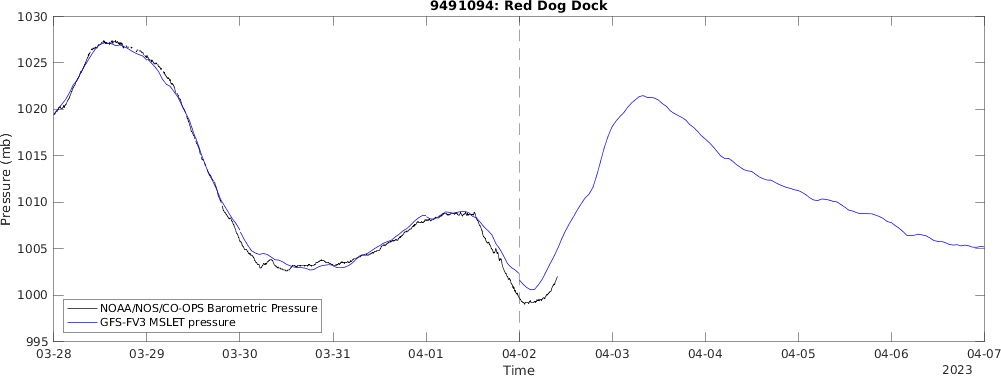 9491094: Red Dog Dock
Pressure (mb)
1030
1025
1020
1015
1010
1005
1000
995
NOAA/NOS/CO-OPS Barometric Pressure
GFS-FV3 MSLET pressure
03-28 03-29 03-30 03-31 04-01 04-02 04-03 04-04 04-05 04-06 04-07
Time
2023